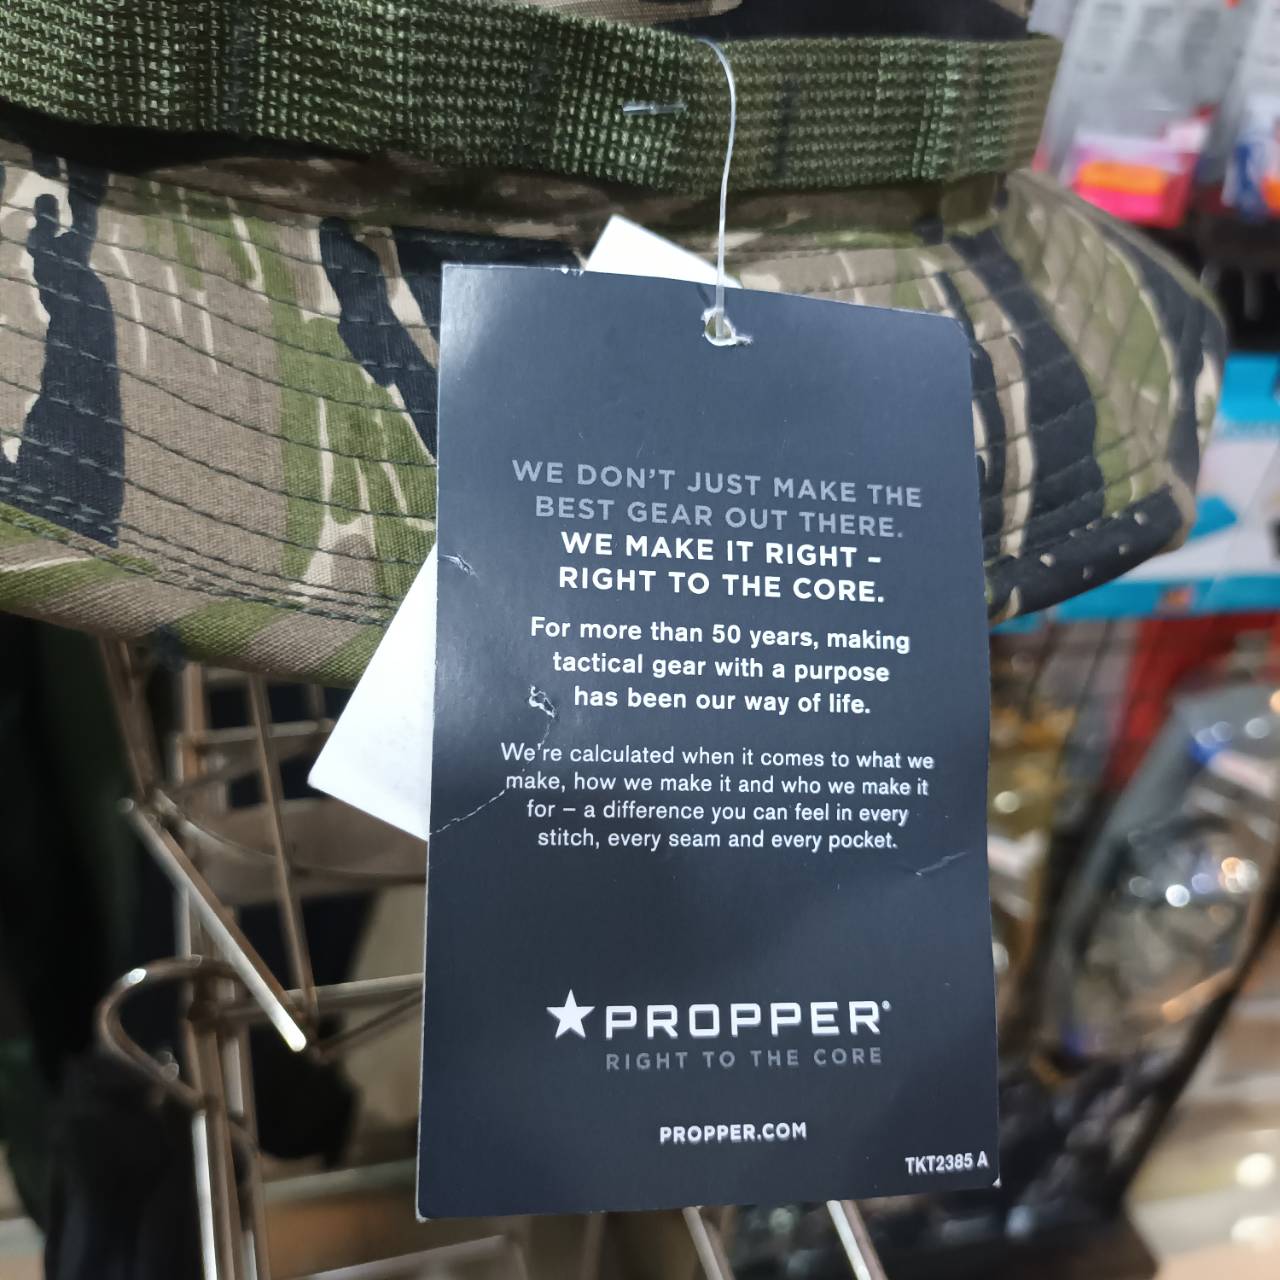 WE DON'T JUST MAKE THE
BEST GEAR OUT THERE.
WE MAKE IT RIGHT –
RIGHT TO THE CORE.
For more than 50 years, making
tactical gear with a purpose
has been our way of life.
We're calculated when it comes to what we
make, how we make it and who we make it
for – a difference you can feel in every
stitch, every seam and every pocket.
PROPPER®
RIGHT TO THE CORE
PROPPER.COM
TKT2385 A